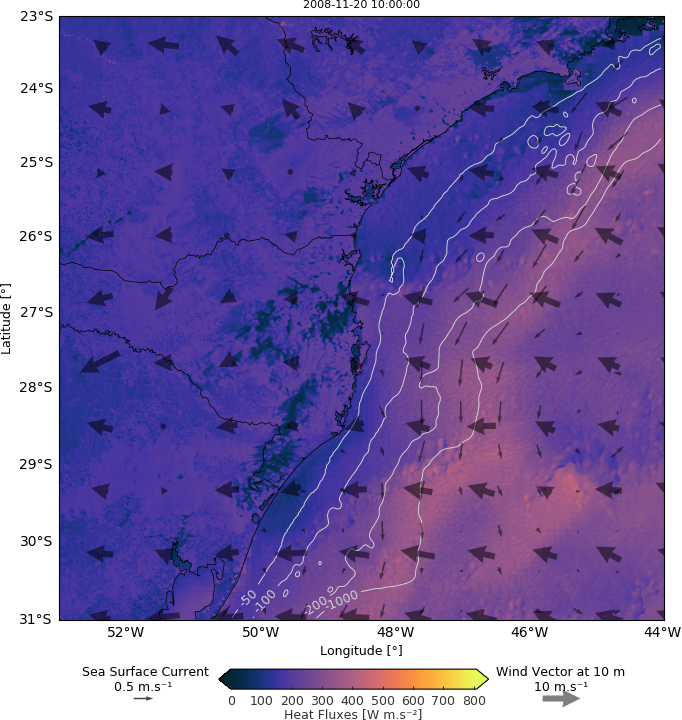 2008-11-20 10:00:00
23°S
24°S
25°S
26°S
27°S
28°S
29°S
30°S
31°S
Latitude [°]
-50
-100
-200
-1000
52°W 50°W 48°W 46°W 44°W
Longitude [°]
Sea Surface Current
0.5 m.s⁻¹
Wind Vector at 10 m
10 m.s⁻¹
0 100 200 300 400 500 600 700 800
Heat Fluxes [W m.s⁻²]